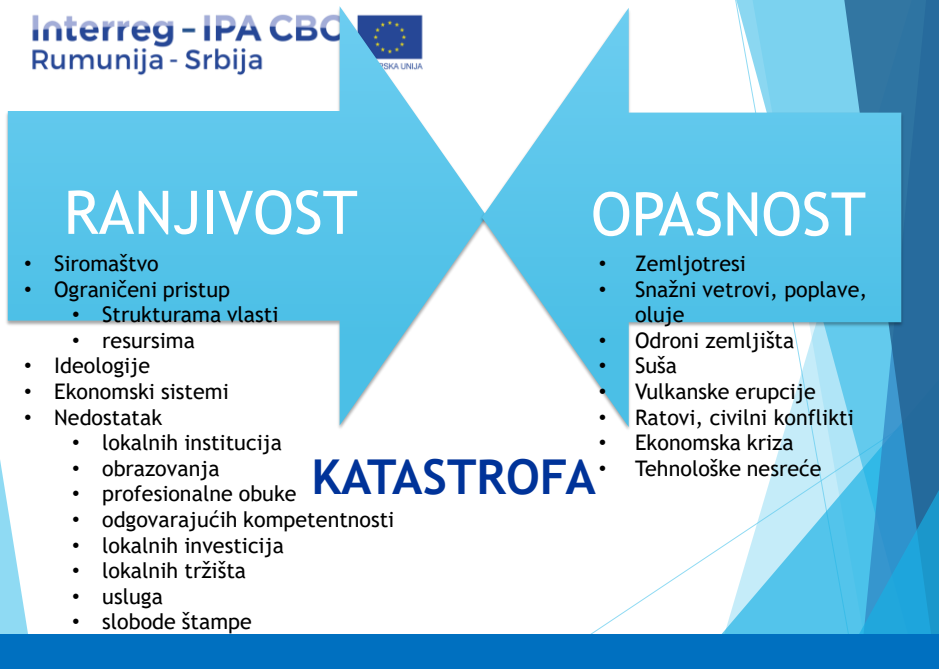 Interreg - IPA CBC
Rumunija - Srbija
RSKA UNIJA
RANJIVOST
• Siromaštvo
• Ograničeni pristup
• Strukturama vlasti
• resursima
• Ideologije
• Ekonomski sistemi
• Nedostatak
• lokalnih institucija
• obrazovanja
• profesionalne obuke
• odgovarajućih kompetentnosti
• lokalnih investicija
• lokalnih tržišta
• usluga
• slobode štampe
KATASTROFA
OPASNOST
• Zemljotresi
• Snažni vetrovi, poplave,
oluje
• Odroni zemljišta
• Suša
• Vulkanske erupcije
• Ratovi, civilni konflikti
• Ekonomska kriza
• Tehnološke nesreće